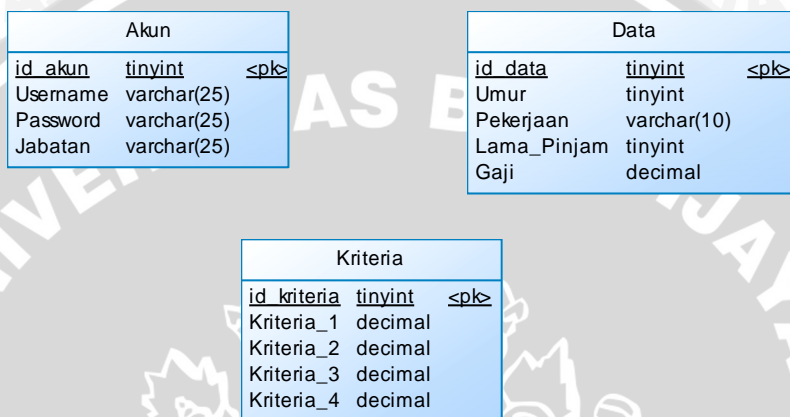 Akun
id_akun tinyint <pk>
Username varchar(25)
Password varchar(25)
Jabatan varchar(25)
Data
id_data tinyint <pk>
Umur tinyint
Pekerjaan varchar(10)
Lama_Pinjam tinyint
Gaji decimal
Kriteria
id_kriteria tinyint <pk>
Kriteria_1 decimal
Kriteria_2 decimal
Kriteria_3 decimal
Kriteria_4 decimal